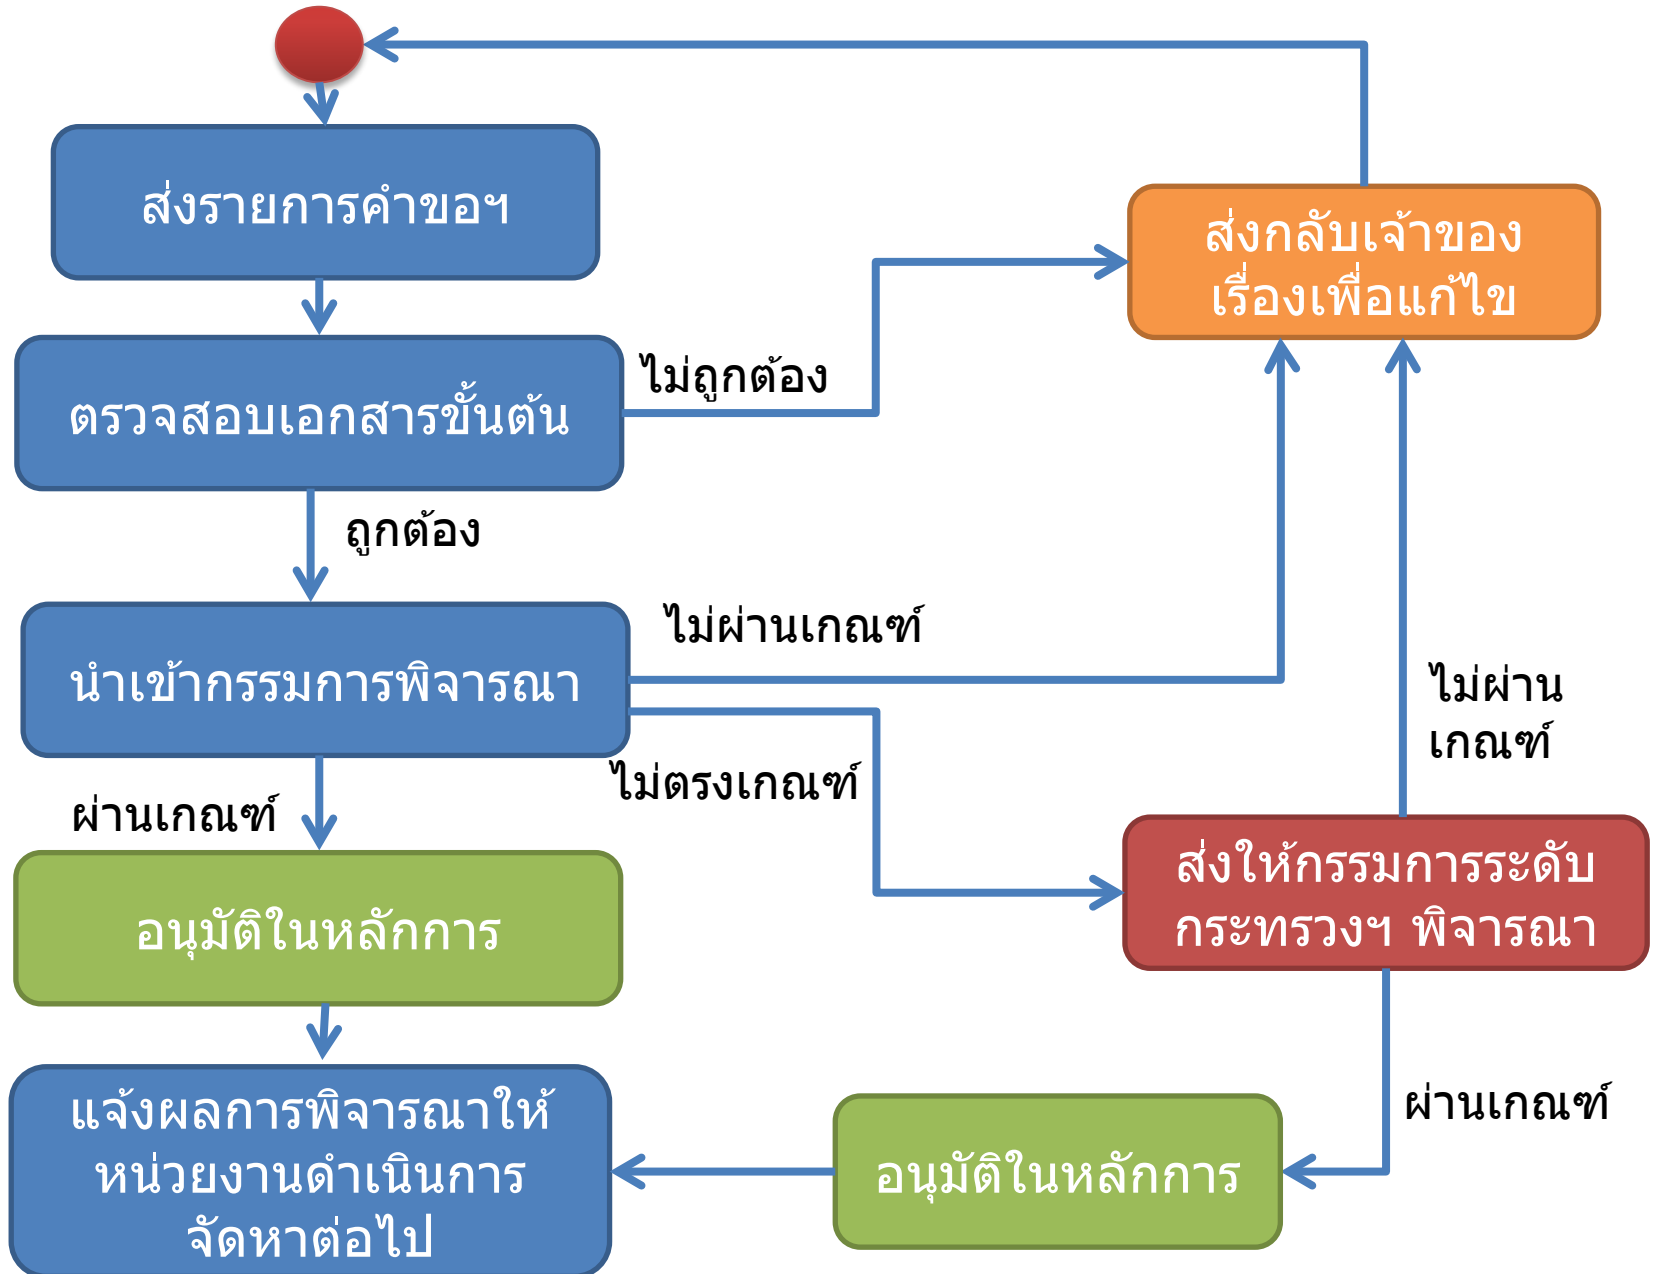 ส่งรายการคำขอฯ
ส่งกลับเจ้าของ
เรื่องเพื่อแก้ไข
ไม่ถูกต้อง
ตรวจสอบเอกสารขั้นต้น
ถูกต้อง
ไม่ผ่านเกณฑ์
นำเข้ากรรมการพิจารณา
ไม่ผ่าน
เกณฑ์
ไม่ตรงเกณฑ์
ผ่านเกณฑ์
ส่งให้กรรมการระดับ
กระทรวงฯ พิจารณา
อนุมัติในหลักการ
ผ่านเกณฑ์
แจ้งผลการพิจารณาให้
หน่วยงานดำเนินการ
จัดหาต่อไป
อนุมัติในหลักการ